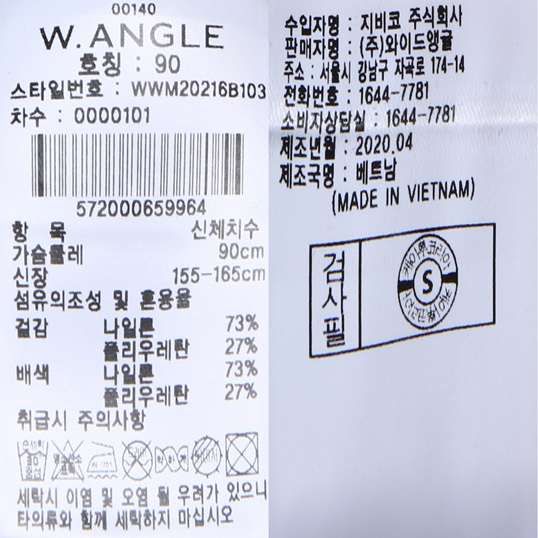 00140
W.ANGLE
호칭 : 90
스타일번호 : WWM20216B103
차수 : 0000101
572000659964
항 목 신체치수
가슴둘레 90cm
신장 155-165cm
섬유의조성 및 혼용율
겉감 나일론 73%
폴리우레탄 27%
배색 나일론 73%
폴리우레탄 27%
취급시 주의사항
세탁시 이염 및 오염 될 우려가 있으니
타의류와 함께 세탁하지 마십시오
수입자명 : 지비코 주식회사
판매자명 : (주)와이드앵글
주소 : 서울시 강남구 자곡로 174-14
전화번호 : 1644-7781
소비자상담실 : 1644-7781
제조년월 : 2020.04
제조국명 : 베트남
(MADE IN VIETNAM)
검사필
S